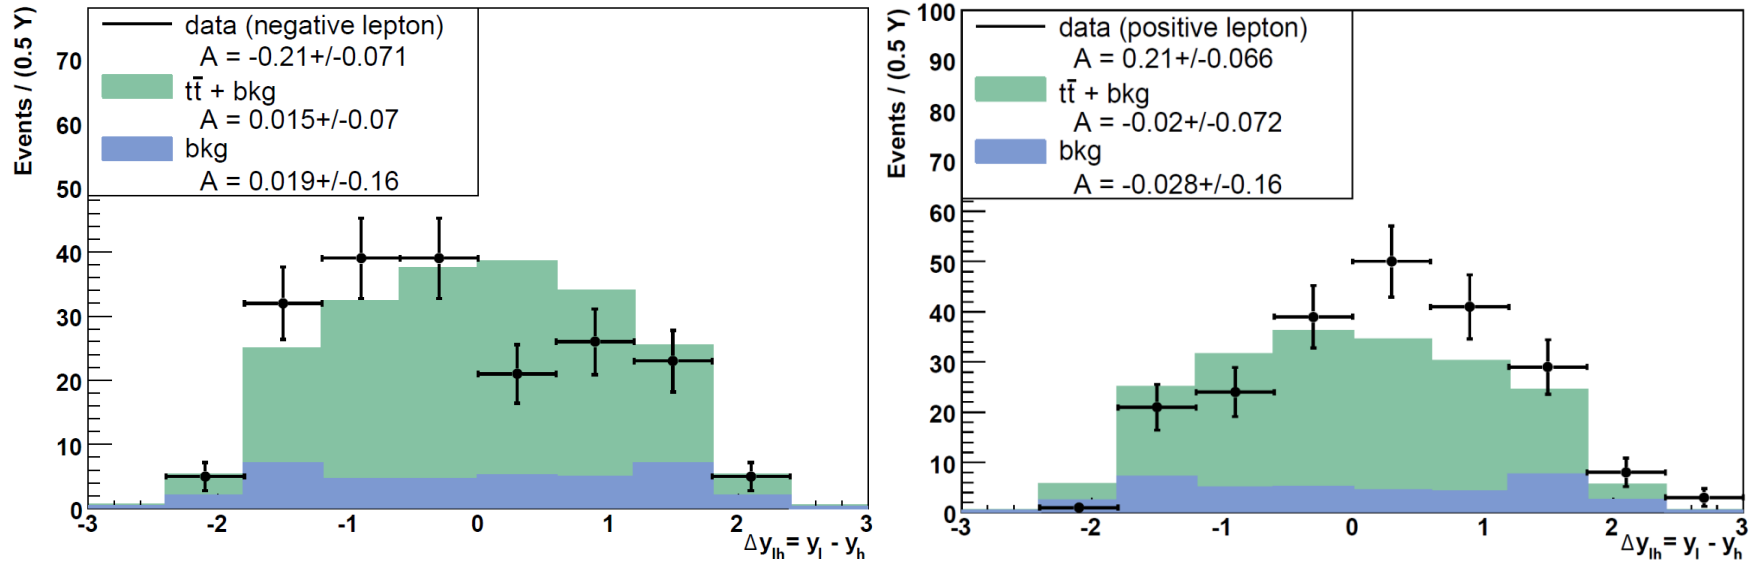 Events / (0.5 Y)
data (negative lepton)
A = -0.21+/-0.071
tt̄ + bkg
A = 0.015+/-0.07
bkg
A = 0.019+/-0.16
70
60
50
40
30
20
10
0
-3 -2 -1 0 1 2 3
Δy_lh = y_l - y_h
Events / (0.5 Y)
data (positive lepton)
A = 0.21+/-0.066
tt̄ + bkg
A = -0.02+/-0.072
bkg
A = -0.028+/-0.16
100
90
80
70
60
50
40
30
20
10
0
-3 -2 -1 0 1 2 3
Δy_lh = y_l - y_h